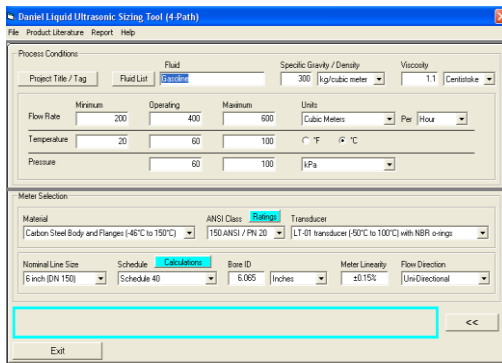 Daniel Liquid Ultrasonic Sizing Tool (4-Path)
File Product Literature Report Help
Process Conditions
Fluid Specific Gravity / Density Viscosity
Project Title / Tag Fluid List Gasoline 300 kg/cubic meter 1.1 Centistoke
Minimum Operating Maximum Units
Flow Rate 200 400 600 Cubic Meters Per Hour
Temperature 20 60 100 °F °C
Pressure 60 100 kPa
Meter Selection
Material ANSI Class Ratings Transducer
Carbon Steel Body and Flanges (-46°C to 150°C) 150 ANSI / PN 20 LT-01 transducer (-50°C to 100°C) with NBR o-rings
Nominal Line Size Schedule Calculations Bore ID Meter Linearity Flow Direction
6 inch (DN 150) Schedule 40 6.065 Inches ±0.15% Uni-Directional
<<
Exit